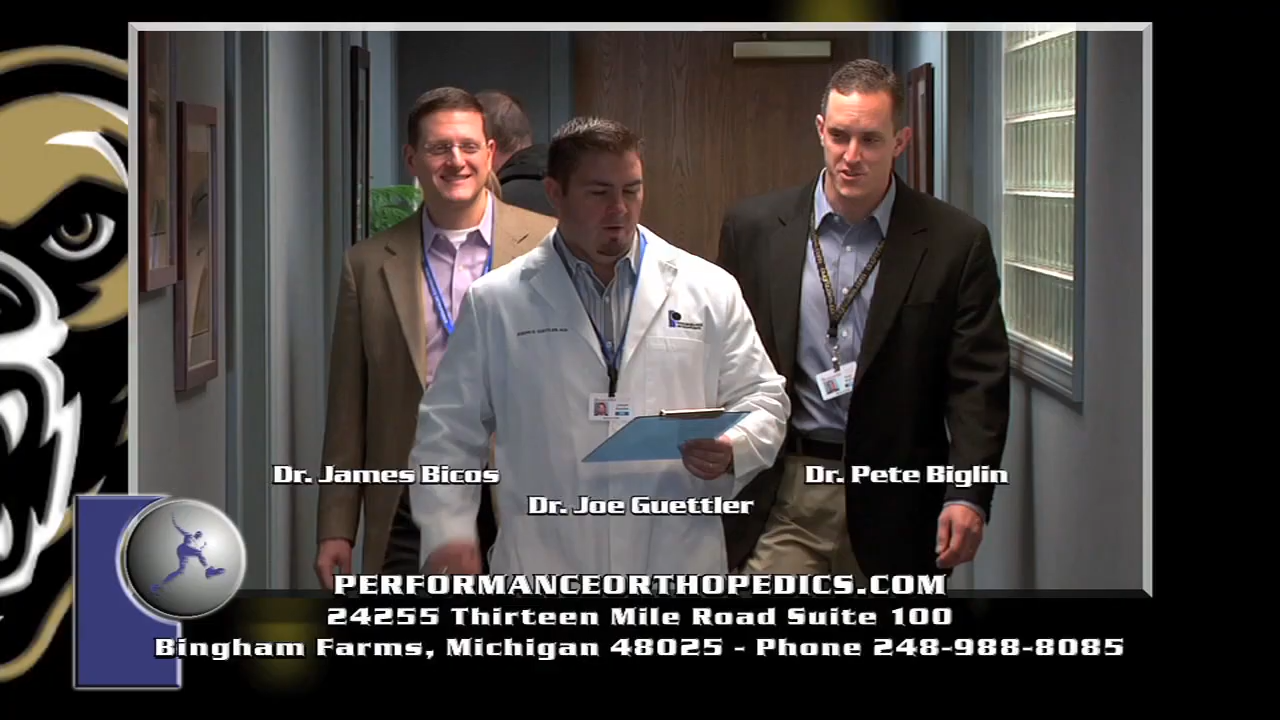 Dr. James Bicos
Dr. Pete Biglin
Dr. Joe Guettler
PERFORMANCEORTHOPEDICS.COM
24255 Thirteen Mile Road Suite 100
Bingham Farms, Michigan 48025 - Phone 248-988-8085